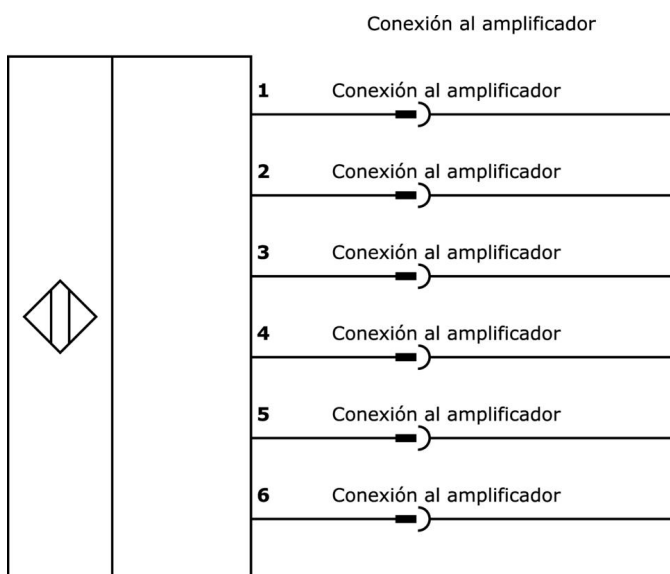 Conexión al amplificador
1 Conexión al amplificador
2 Conexión al amplificador
3 Conexión al amplificador
4 Conexión al amplificador
5 Conexión al amplificador
6 Conexión al amplificador